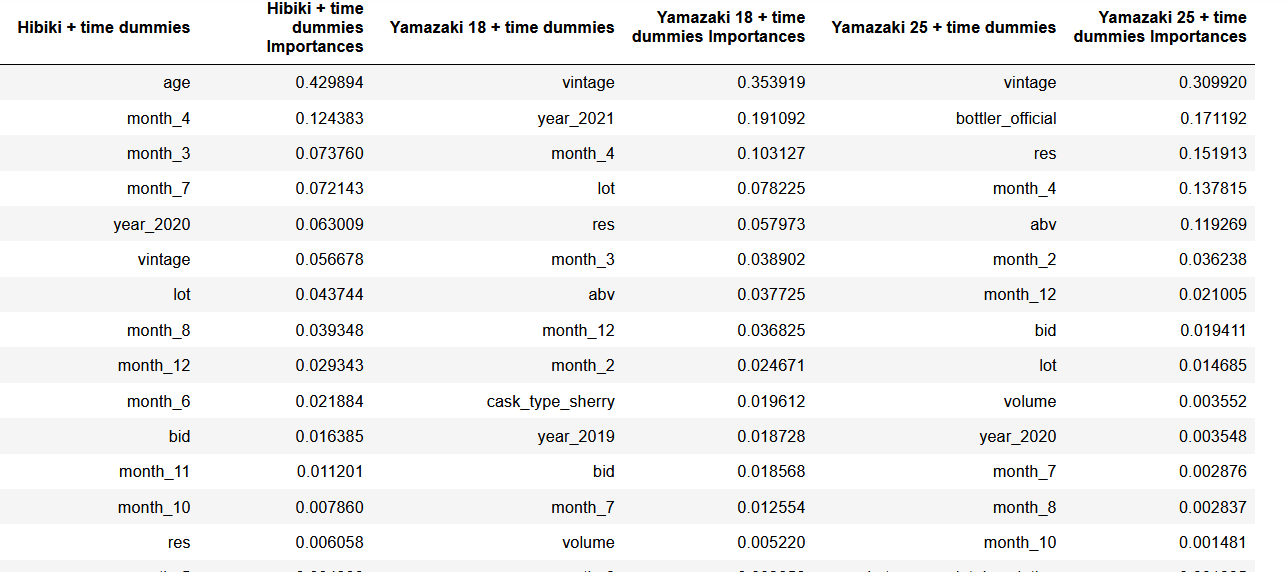 Hibiki + time dummies Hibiki + time dummies Importances Yamazaki 18 + time dummies Yamazaki 18 + time dummies Importances Yamazaki 25 + time dummies Yamazaki 25 + time dummies Importances
age 0.429894 vintage 0.353919 vintage 0.309920
month_4 0.124383 year_2021 0.191092 bottler_official 0.171192
month_3 0.073760 month_4 0.103127 res 0.151913
month_7 0.072143 lot 0.078225 month_4 0.137815
year_2020 0.063009 res 0.057973 abv 0.119269
vintage 0.056678 month_3 0.038902 month_2 0.036238
lot 0.043744 abv 0.037725 month_12 0.021005
month_8 0.039348 month_12 0.036825 bid 0.019411
month_12 0.029343 month_2 0.024671 lot 0.014685
month_6 0.021884 cask_type_sherry 0.019612 volume 0.003552
bid 0.016385 year_2019 0.018728 year_2020 0.003548
month_11 0.011201 bid 0.018568 month_7 0.002876
month_10 0.007860 month_7 0.012554 month_8 0.002837
res 0.006058 volume 0.005220 month_10 0.001481